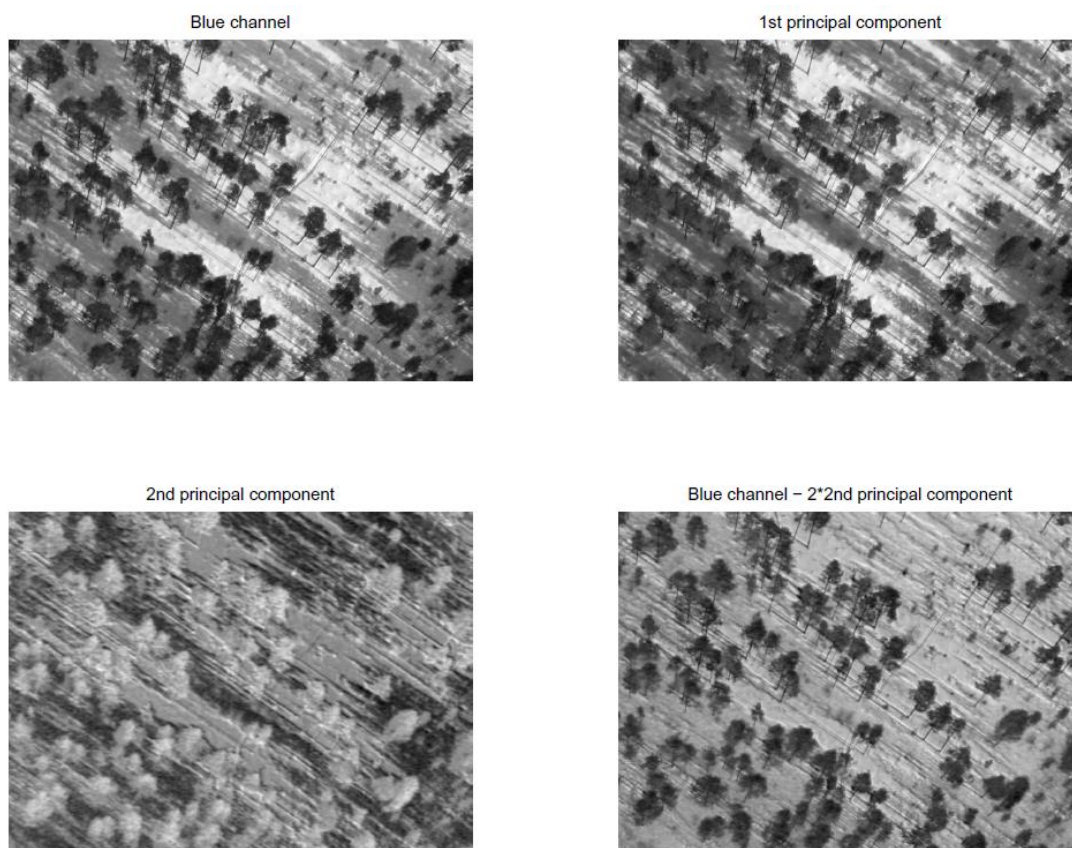 Blue channel
1st principal component
2nd principal component
Blue channel − 2*2nd principal component